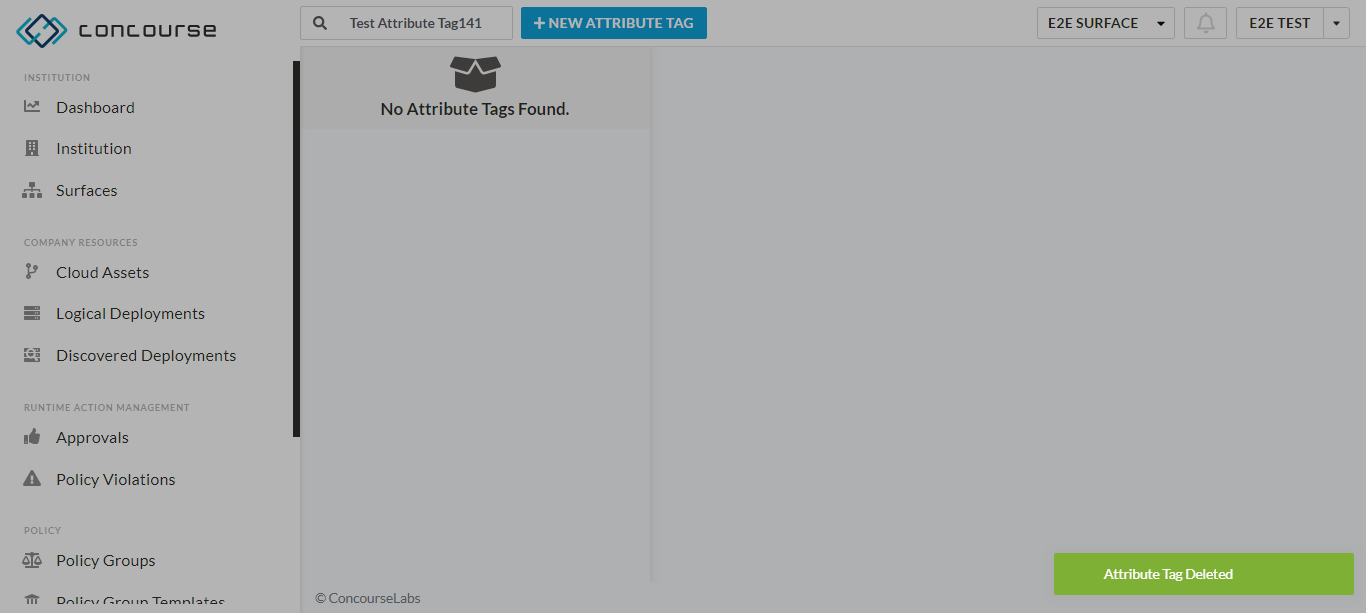 concourse
Test Attribute Tag141
NEW ATTRIBUTE TAG
E2E SURFACE
E2E TEST
INSTITUTION
Dashboard
Institution
Surfaces
COMPANY RESOURCES
Cloud Assets
Logical Deployments
Discovered Deployments
RUNTIME ACTION MANAGEMENT
Approvals
Policy Violations
POLICY
Policy Groups
Policy Group Templates
No Attribute Tags Found.
© ConcourseLabs
Attribute Tag Deleted